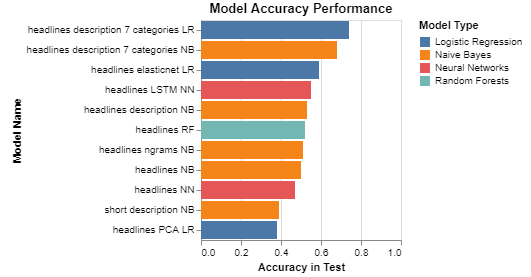 Model Accuracy Performance
Model Type
Logistic Regression
Naive Bayes
Neural Networks
Random Forests
Model Name
headlines description 7 categories LR
headlines description 7 categories NB
headlines elasticnet LR
headlines LSTM NN
headlines description NB
headlines RF
headlines ngrams NB
headlines NB
headlines NN
short description NB
headlines PCA LR
0.0 0.2 0.4 0.6 0.8 1.0
Accuracy in Test